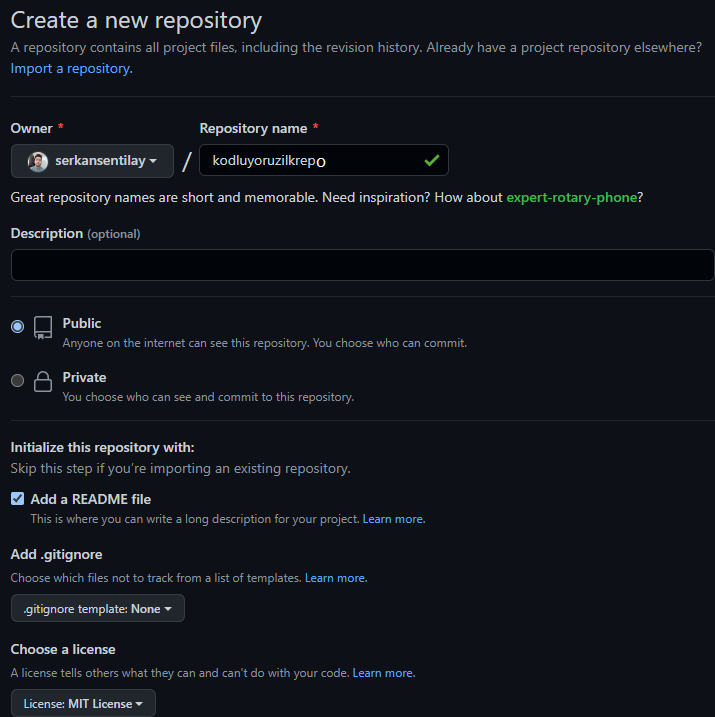 Create a new repository
A repository contains all project files, including the revision history. Already have a project repository elsewhere?
Import a repository.
Owner *
Repository name *
serkansentilay
/
kodluyoruzilkrepo
Great repository names are short and memorable. Need inspiration? How about expert-rotary-phone?
Description (optional)
Public
Anyone on the internet can see this repository. You choose who can commit.
Private
You choose who can see and commit to this repository.
Initialize this repository with:
Skip this step if you're importing an existing repository.
Add a README file
This is where you can write a long description for your project. Learn more.
Add .gitignore
Choose which files not to track from a list of templates. Learn more.
.gitignore template: None
Choose a license
A license tells others what they can and can't do with your code. Learn more.
License: MIT License